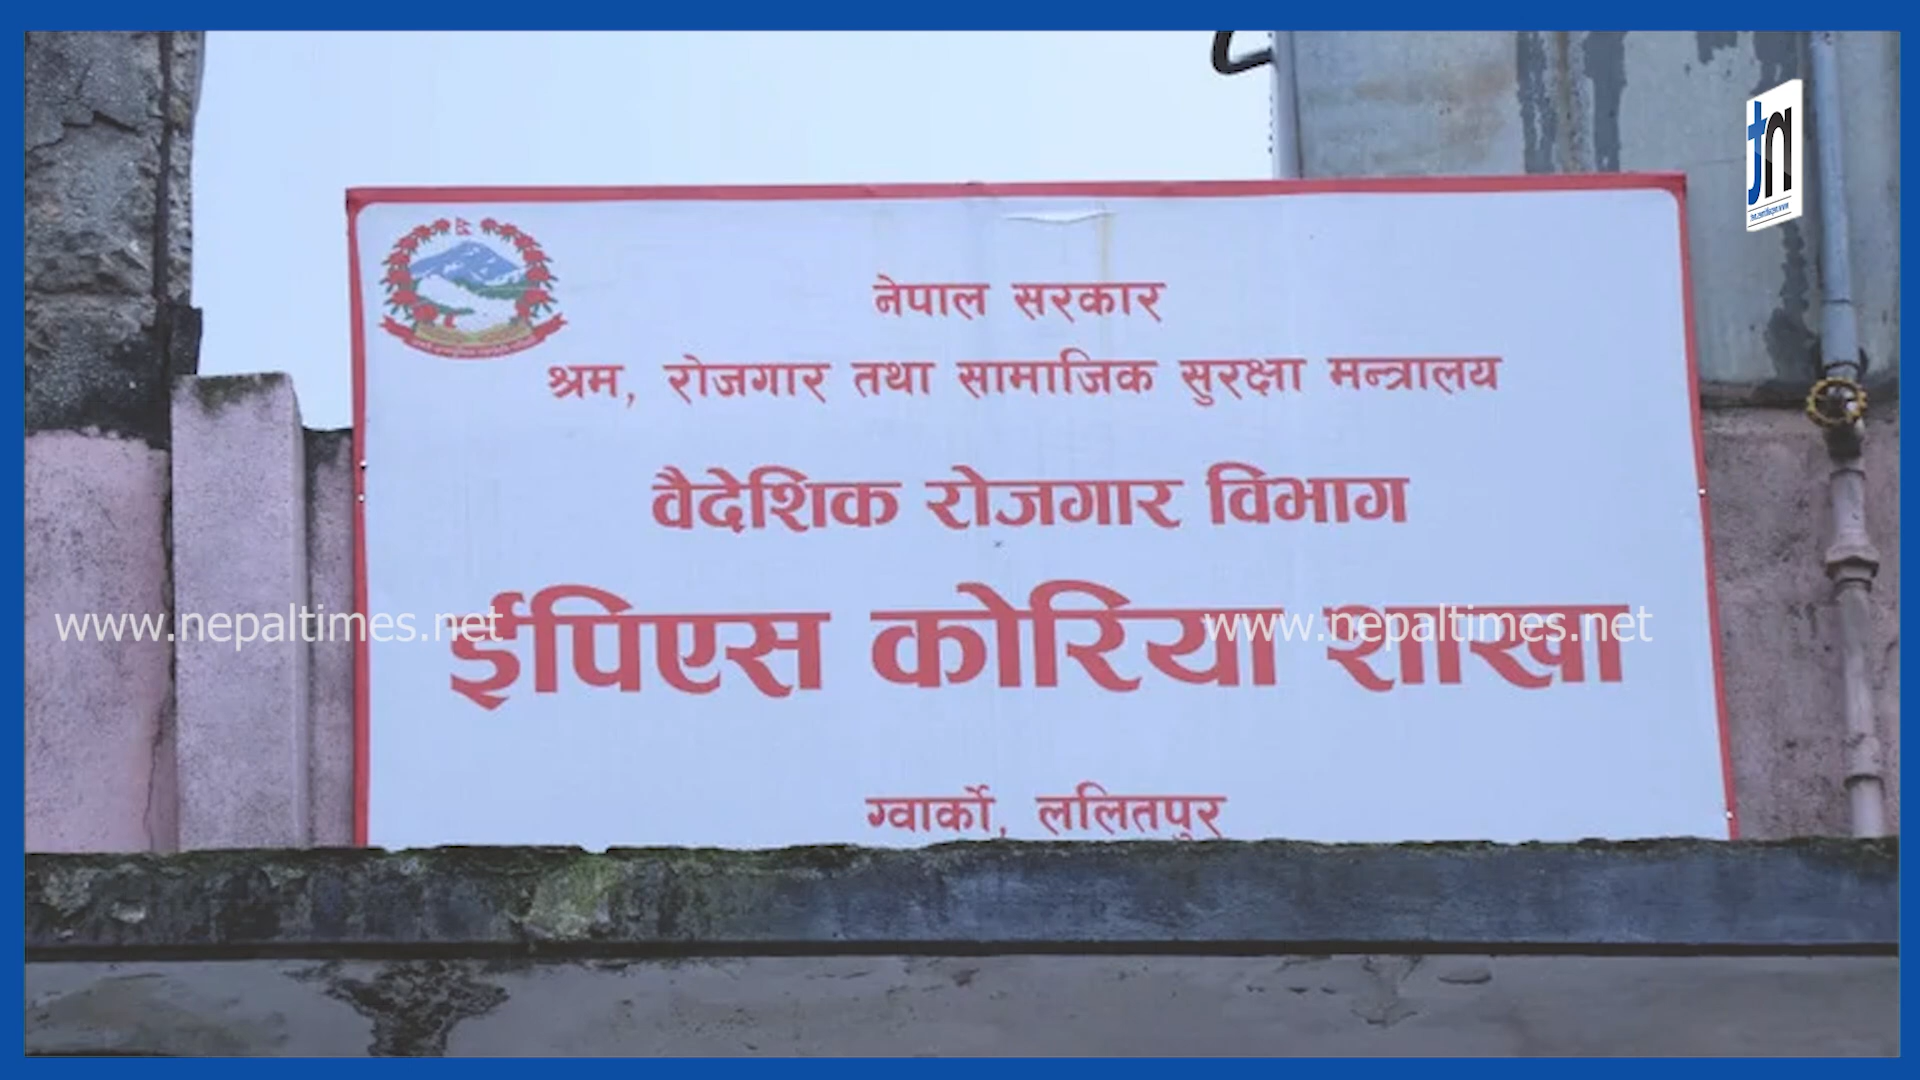 नेपाल सरकार
श्रम, रोजगार तथा सामाजिक सुरक्षा मन्त्रालय
वैदेशिक रोजगार विभाग
ईपिएस कोरिया शाखा
ग्वार्को, ललितपुर
www.nepaltimes.net www.nepaltimes.net